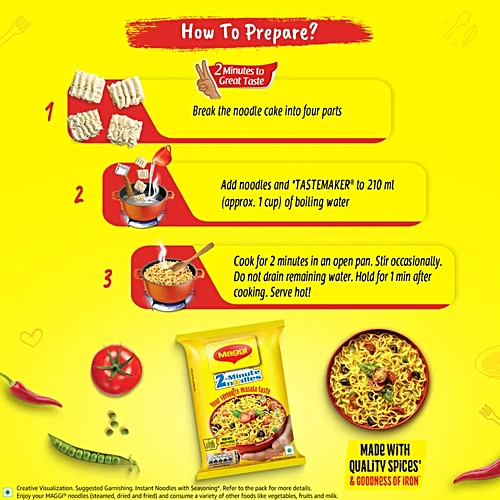 How To Prepare?
2 Minutes to
Great Taste
1
Break the noodle cake into four parts
2
Add noodles and *TASTEMAKER® to 210 ml
(approx. 1 cup) of boiling water
3
Cook for 2 minutes in an open pan. Stir occasionally.
Do not drain remaining water. Hold for 1 min after
cooking. Serve hot!
Maggi
2-Minute
noodles
Your favourite masala taste
MADE WITH
QUALITY SPICES*
& GOODNESS OF IRON
Creative Visualization. Suggested Garnishing. Instant Noodles with Seasoning*. Refer to the pack for more details.
Enjoy your MAGGI® noodles (steamed, dried and fried) and consume a variety of other foods like vegetables, fruits and milk.